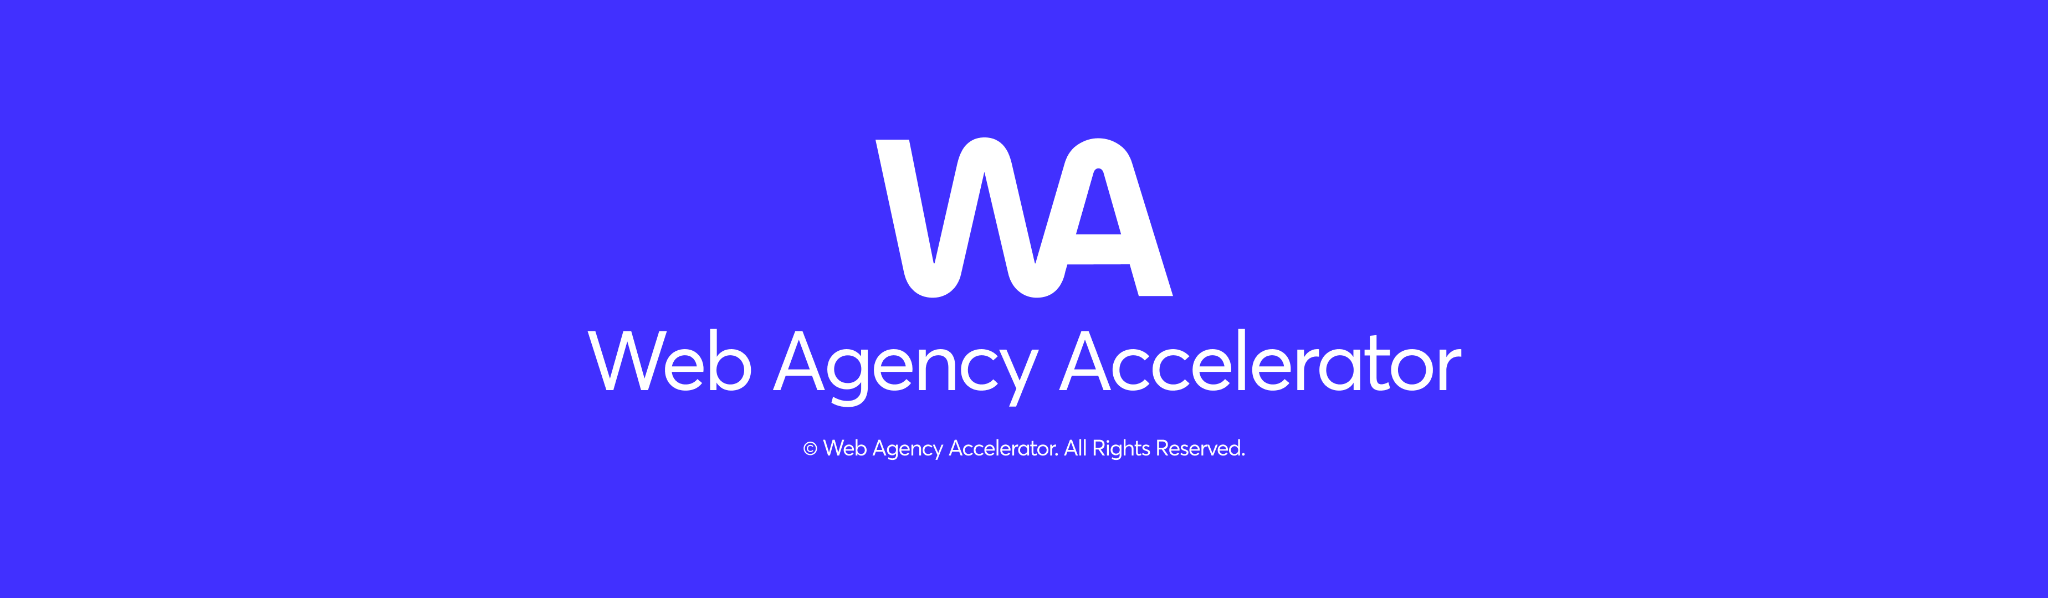 WA
Web Agency Accelerator
© Web Agency Accelerator. All Rights Reserved.